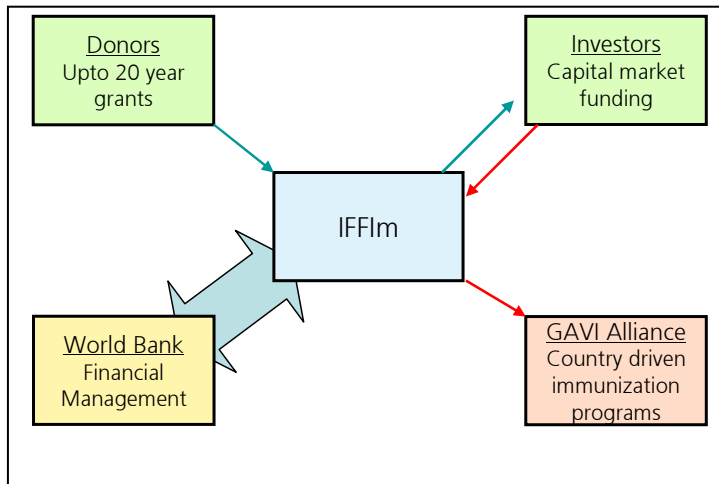 Donors
Upto 20 year
grants
Investors
Capital market
funding
IFFIm
World Bank
Financial
Management
GAVI Alliance
Country driven
immunization
programs